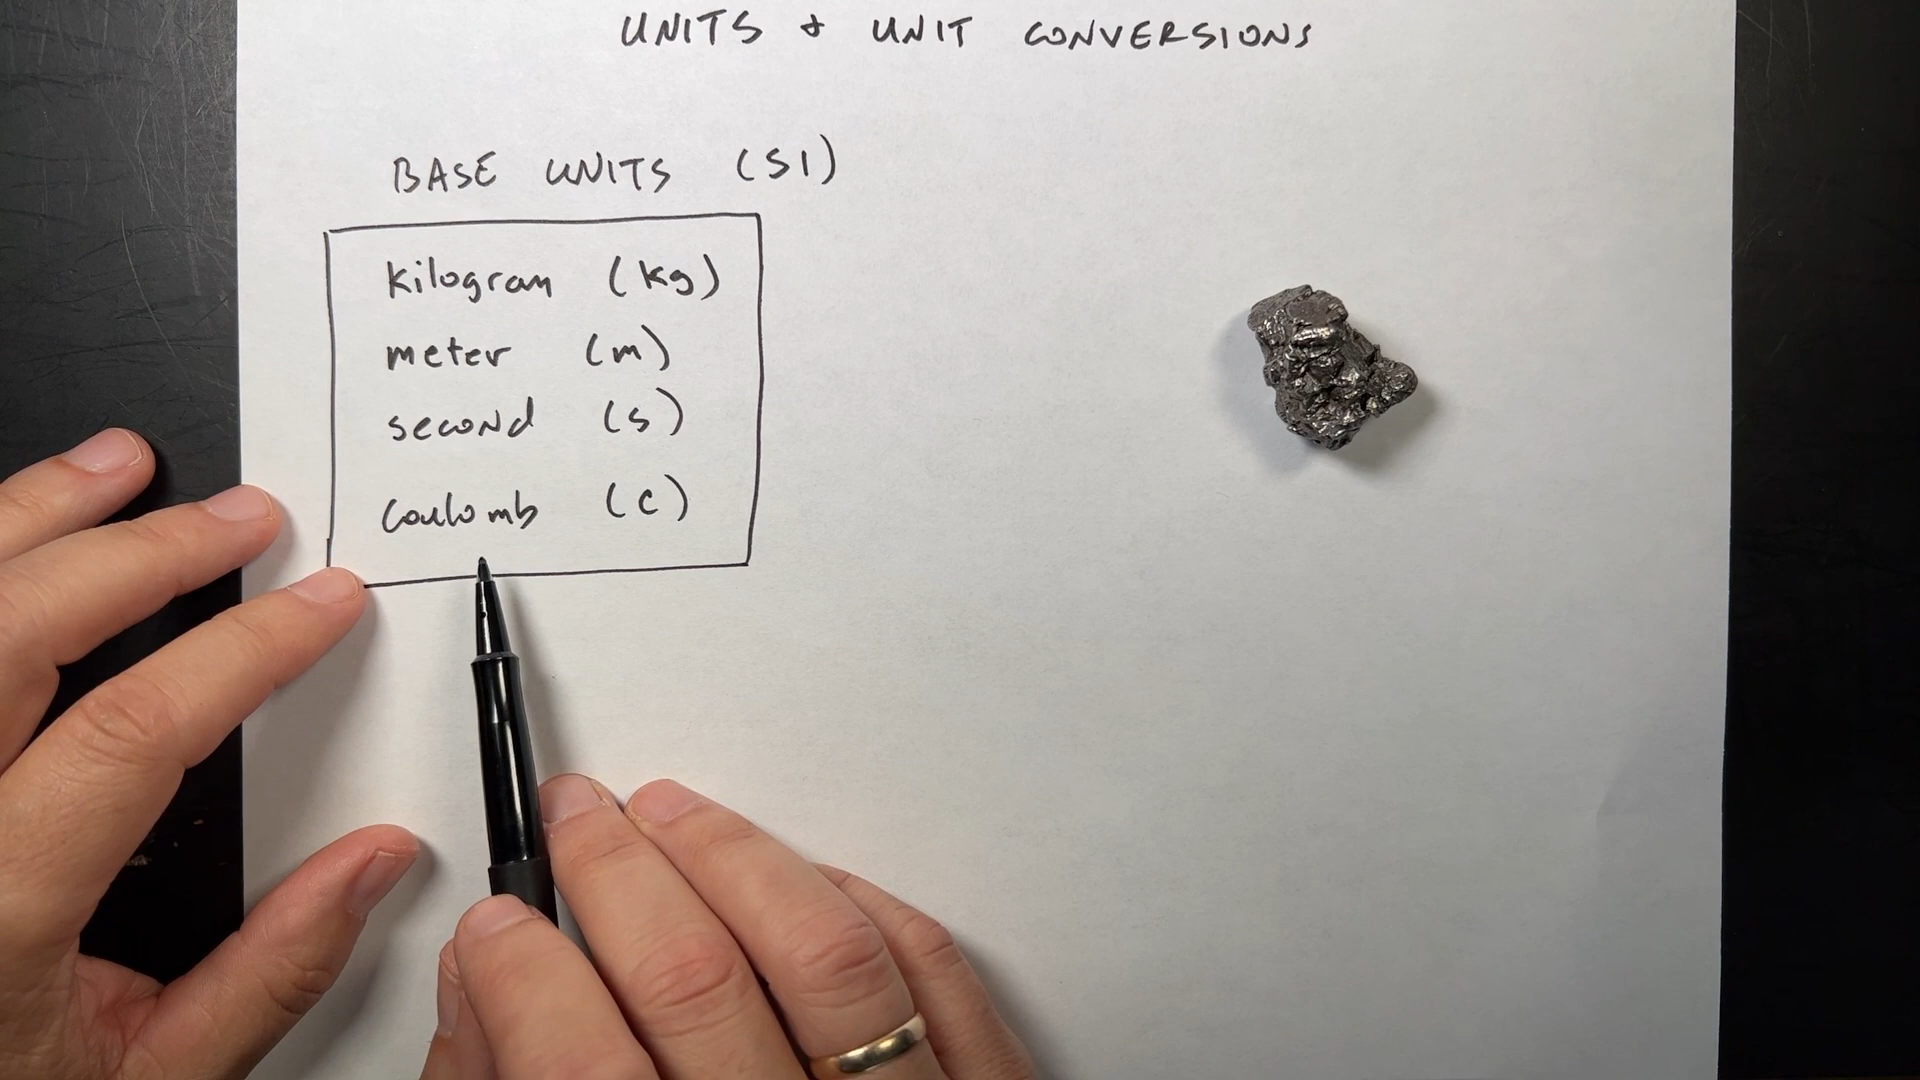 UNITS + UNIT CONVERSIONS
BASE UNITS (SI)
kilogram (kg)
meter (m)
second (s)
coulomb (C)